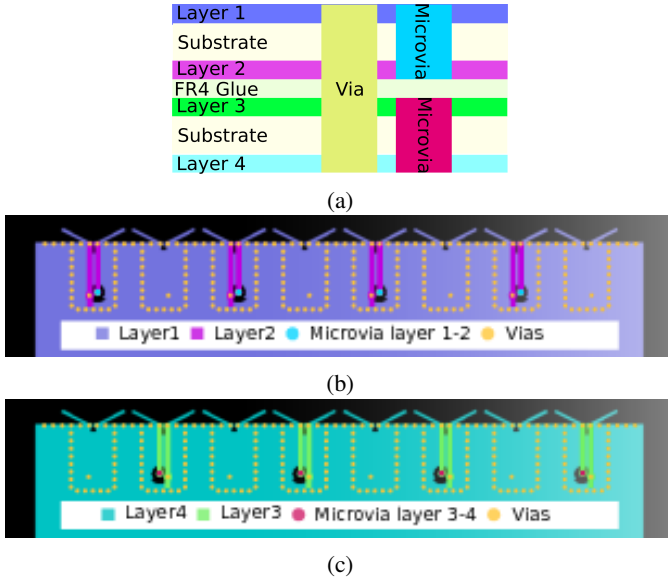 Layer 1
Substrate
Layer 2
FR4 Glue
Layer 3
Substrate
Layer 4
Via
Microvia
Microvia
(a)
Layer1 Layer2 Microvia layer 1-2 Vias
(b)
Layer4 Layer3 Microvia layer 3-4 Vias
(c)